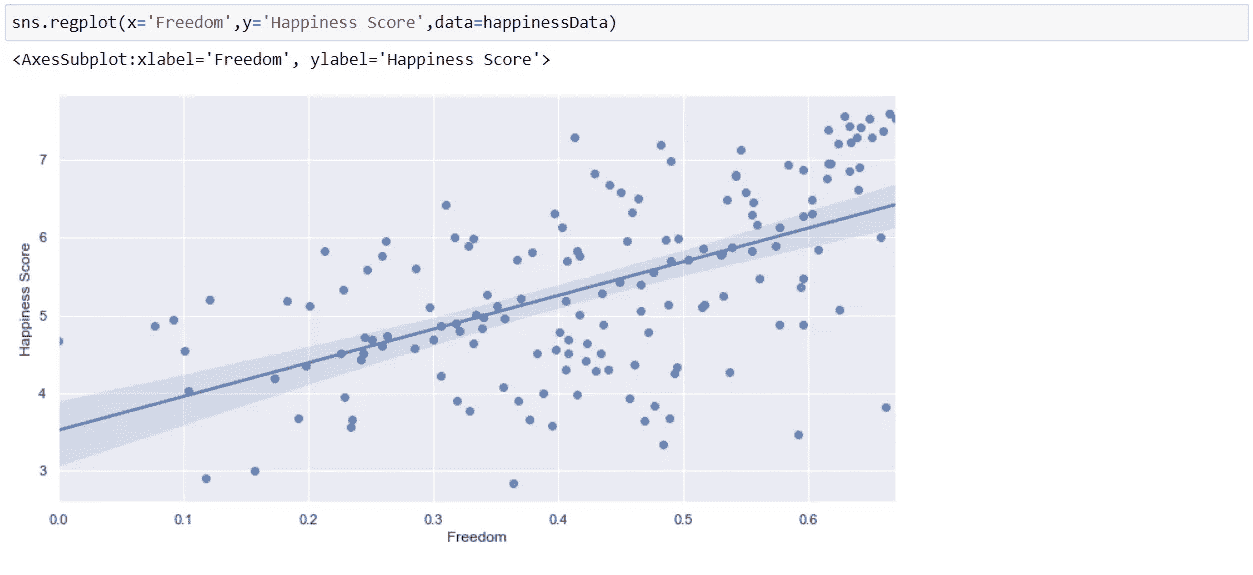 sns.regplot(x='Freedom',y='Happiness Score',data=happinessData)
<AxesSubplot:xlabel='Freedom', ylabel='Happiness Score'>
7
6
5
4
3
Happiness Score
0.0 0.1 0.2 0.3 0.4 0.5 0.6
Freedom